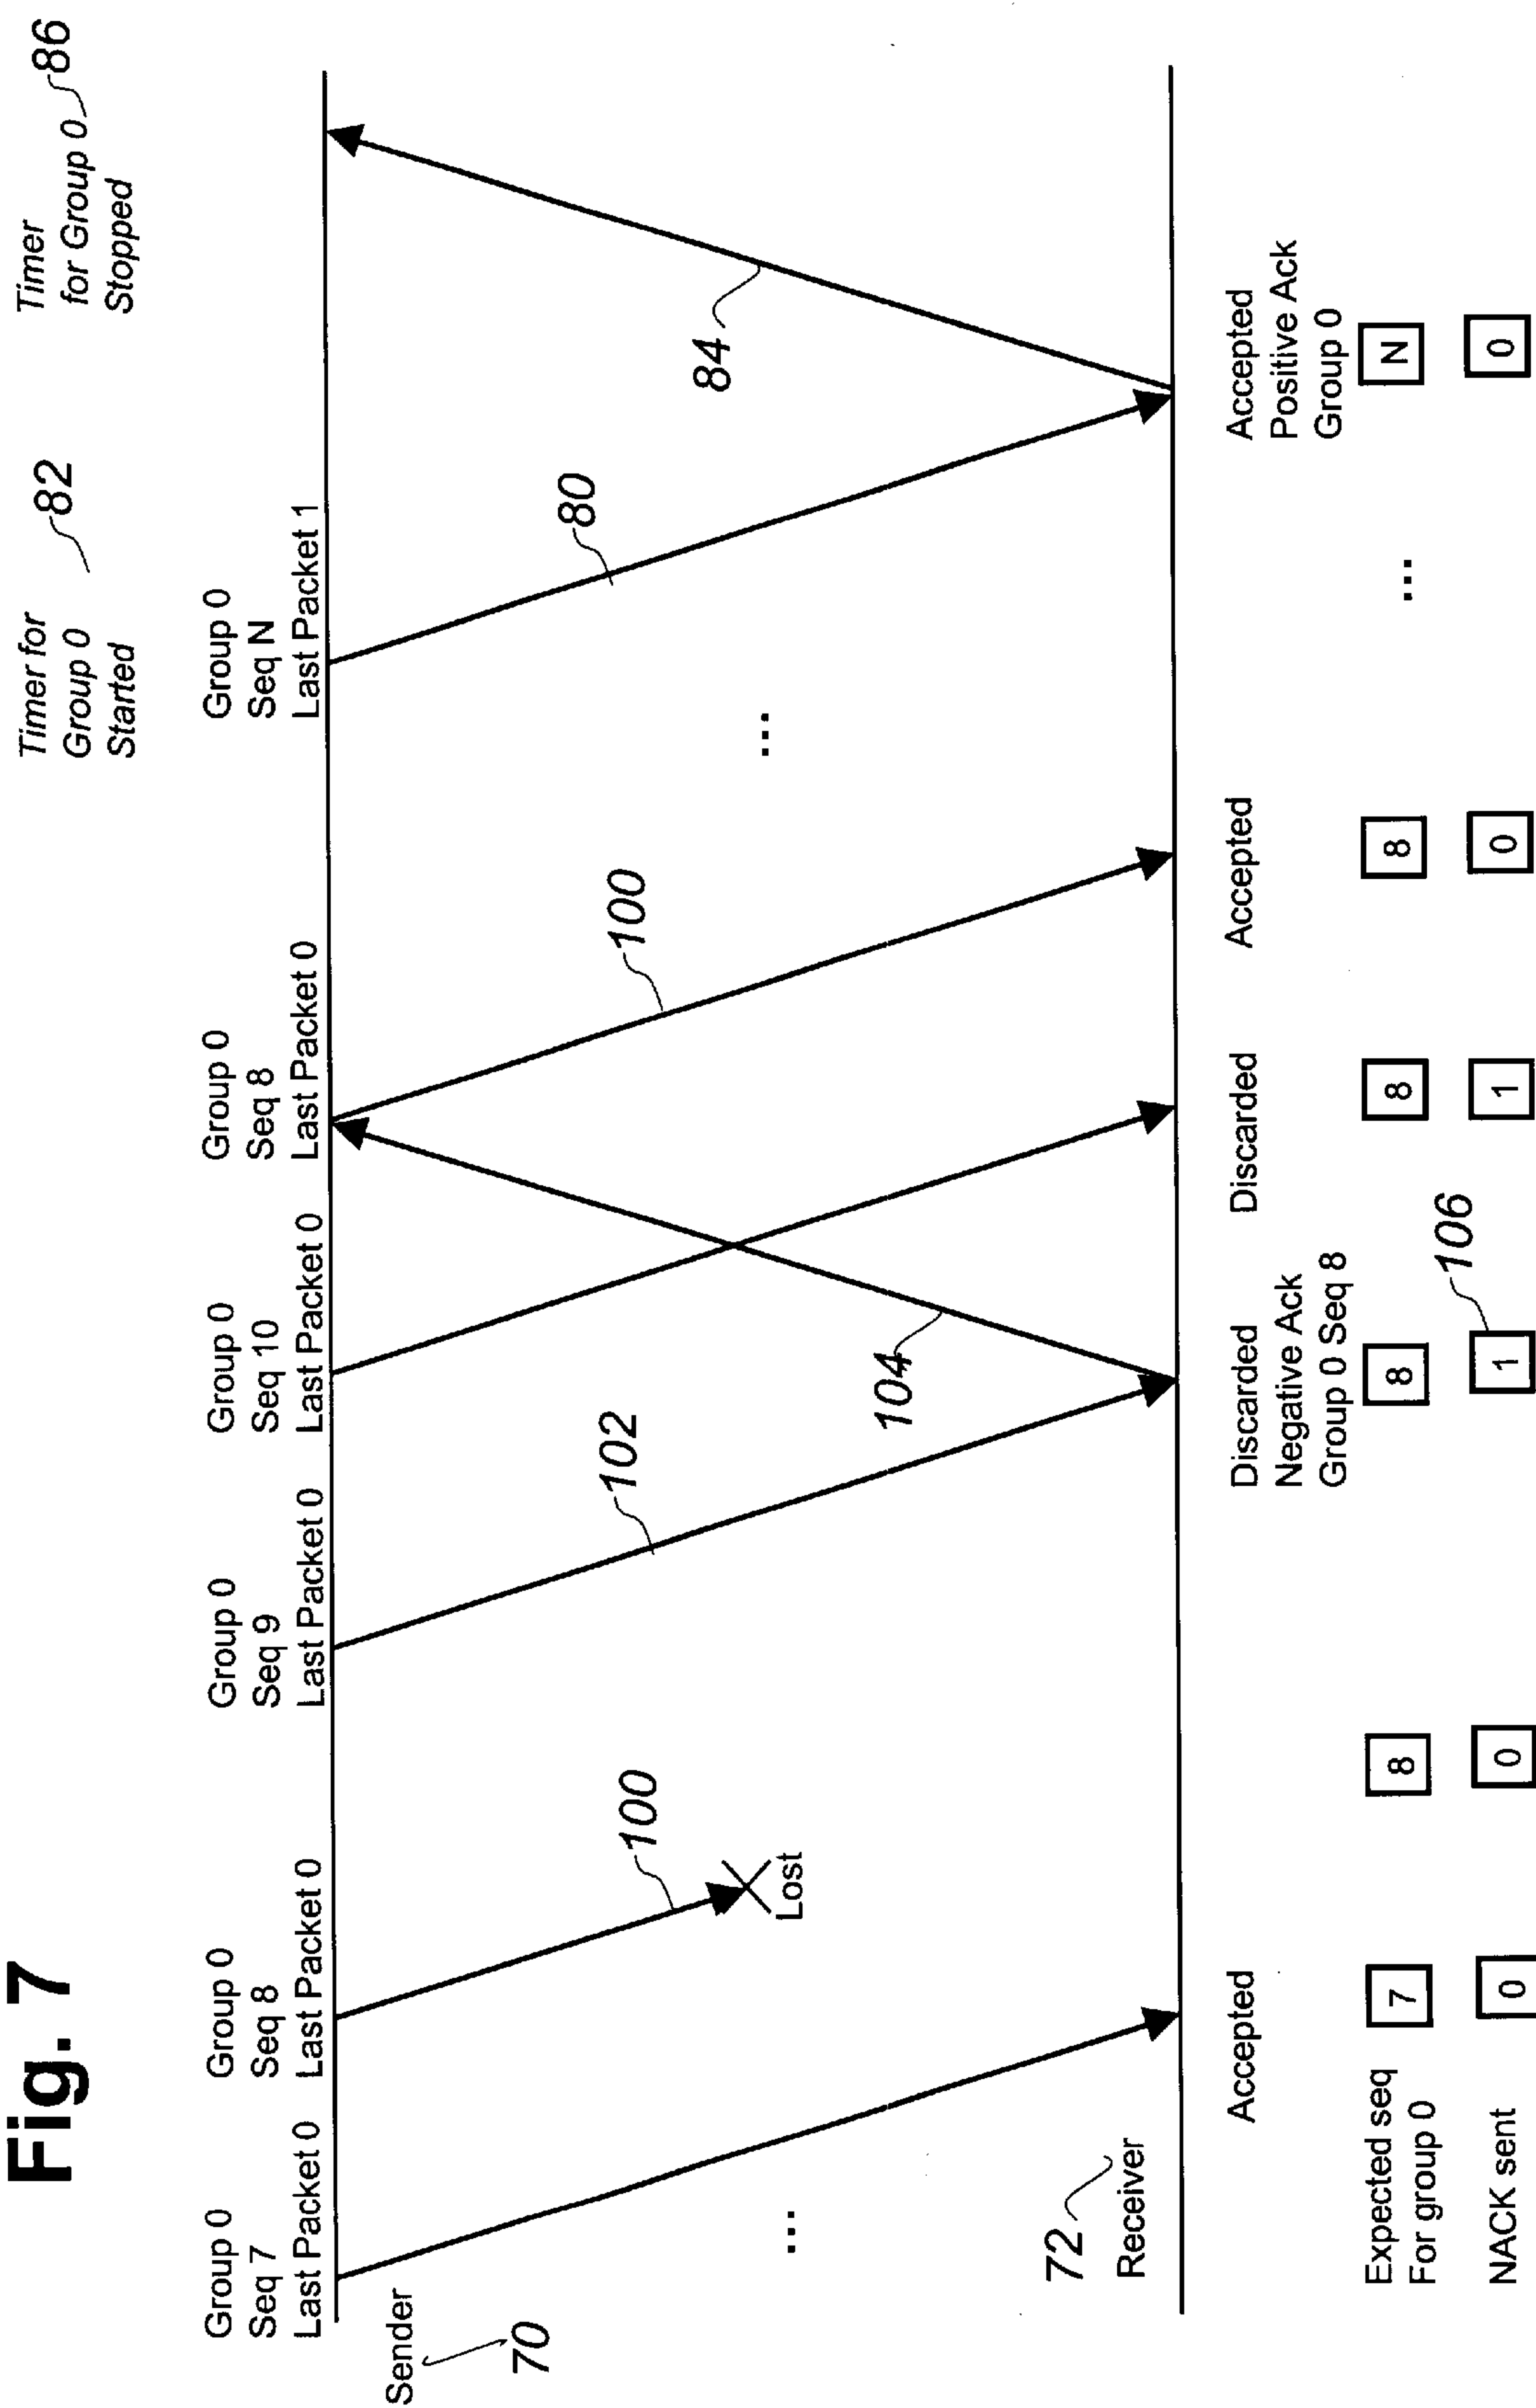 Fig. 7
Timer for
Group 0
Started
82
Timer
for Group 0
Stopped
86
Group 0
Seq 7
Last Packet 0
Group 0
Seq 8
Last Packet 0
Group 0
Seq 9
Last Packet 0
Group 0
Seq 10
Last Packet 0
Group 0
Seq 8
Last Packet 0
Group 0
Seq N
Last Packet 1
Sender
70
100
Lost
102
104
100
80
84
...
...
72
Receiver
Accepted
Discarded
Negative Ack
Group 0 Seq 8
Discarded
Accepted
Accepted
Positive Ack
Group 0
Expected seq
For group 0
7
8
8
8
8
...
N
106
NACK sent
0
0
1
1
0
0